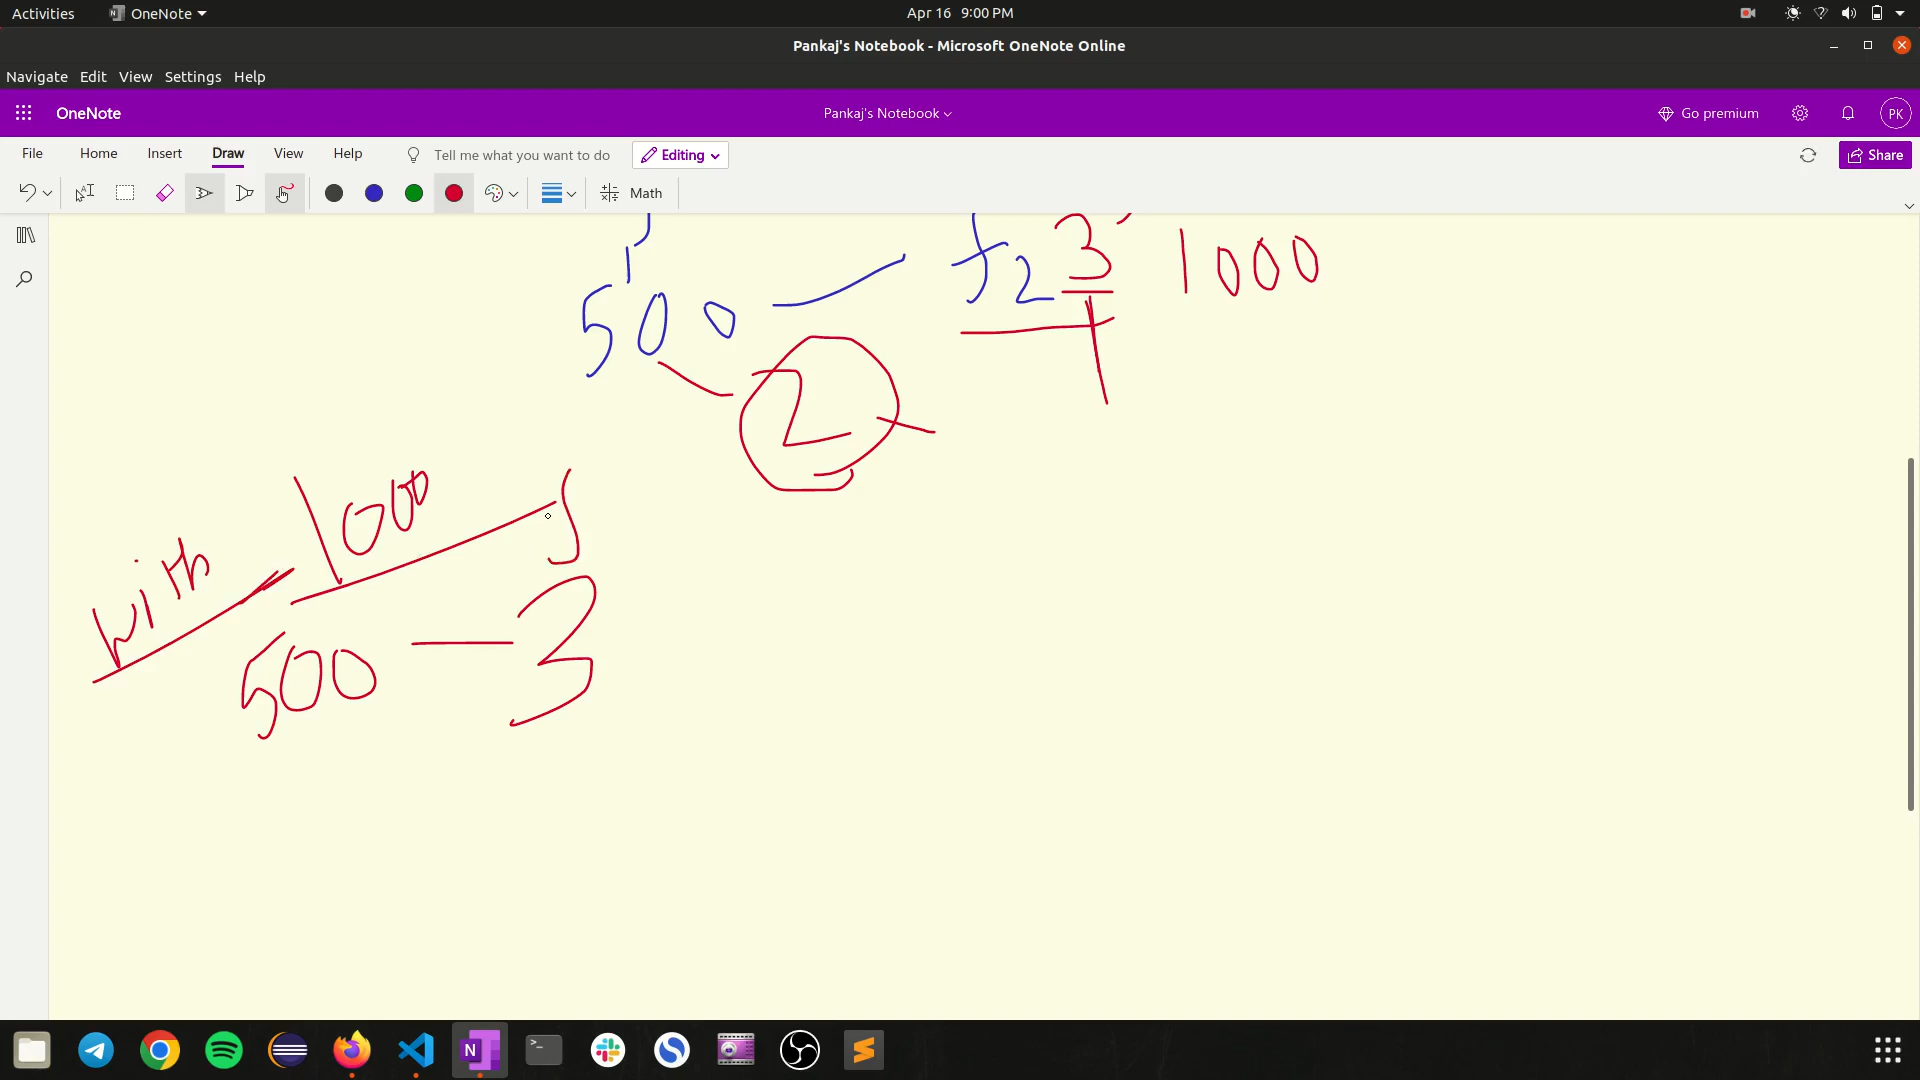 Activities OneNote Apr 16 9:00 PM
Pankaj's Notebook - Microsoft OneNote Online
Navigate Edit View Settings Help
OneNote Pankaj's Notebook Go premium PK
File Home Insert Draw View Help Tell me what you want to do Editing Share
Math
500 f2 3 1000
2
with 1000
500 — 3